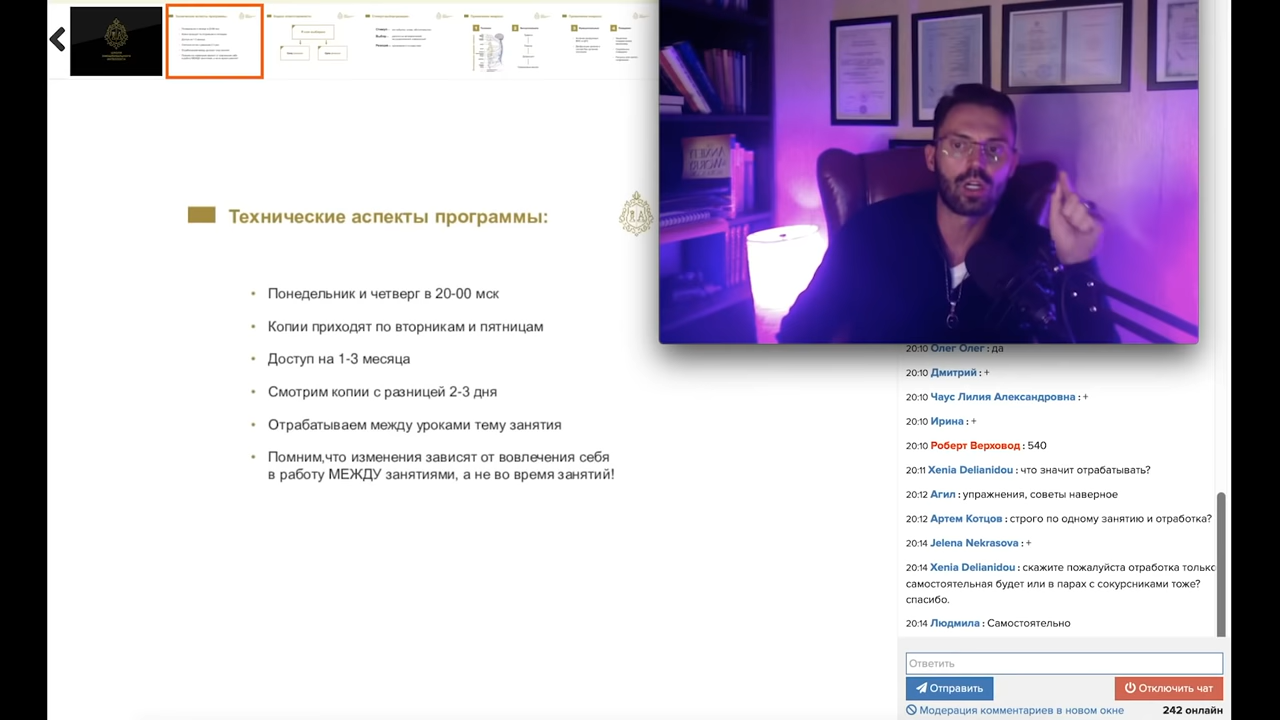 Технические аспекты программы:
ЯА
• Понедельник и четверг в 20-00 мск
• Копии приходят по вторникам и пятницам
• Доступ на 1-3 месяца
• Смотрим копии с разницей 2-3 дня
• Отрабатываем между уроками тему занятия
• Помним,что изменения зависят от вовлечения себя
в работу МЕЖДУ занятиями, а не во время занятий!
20:10 Олег Олег : да
20:10 Дмитрий : +
20:10 Чаус Лилия Александровна : +
20:10 Ирина : +
20:10 Роберт Верховод : 540
20:11 Xenia Delianidou : что значит отрабатывать?
20:12 Агил : упражнения, советы наверное
20:12 Артем Котцов : строго по одному занятию и отработка?
20:14 Jelena Nekrasova : +
20:14 Xenia Delianidou : скажите пожалуйста отработка только
самостоятельная будет или в парах с сокурсниками тоже?
спасибо.
20:14 Людмила : Самостоятельно
Ответить
Отправить
Отключить чат
Модерация комментариев в новом окне
242 онлайн